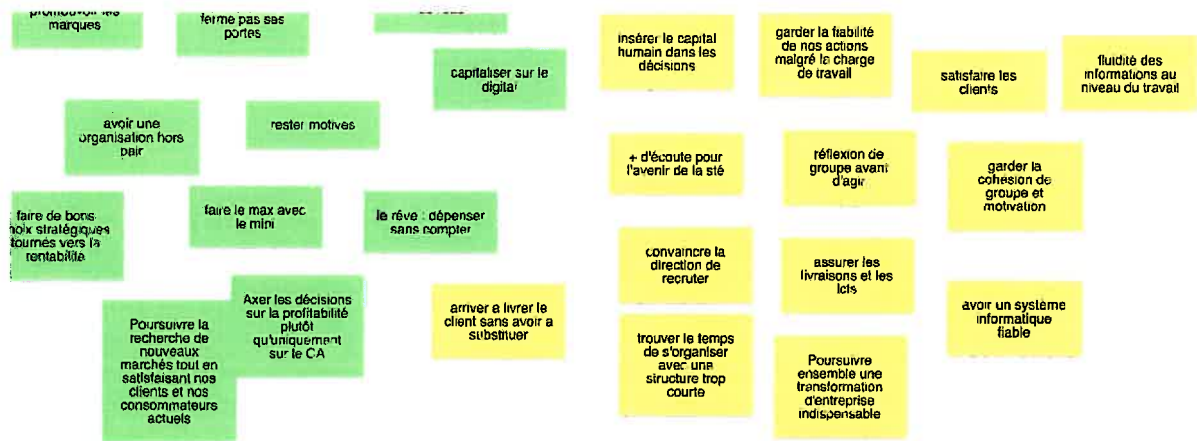 promouvoir les
marques
ferme pas ses
portes
capitaliser sur le
digital
avoir une
organisation hors
pair
rester motivés
faire de bons
choix stratégiques
tournés vers la
rentabilité
faire le max avec
le mini
le rêve : dépenser
sans compter
Poursuivre la
recherche de
nouveaux
marchés tout en
satisfaisant nos
clients et nos
consommateurs
actuels
Axer les décisions
sur la profitabilité
plutôt
qu'uniquement
sur le CA
arriver a livrer le
client sans avoir a
substituer
insérer le capital
humain dans les
décisions
garder la fiabilité
de nos actions
malgré la charge
de travail
satisfaire les
clients
fluidité des
informations au
niveau du travail
+ d'écoute pour
l'avenir de la sté
réflexion de
groupe avant
d'agir
garder la
cohésion de
groupe et
motivation
convaincre la
direction de
recruter
assurer les
livraisons et les
lcts
avoir un système
informatique
fiable
trouver le temps
de s'organiser
avec une
structure trop
courte
Poursuivre
ensemble une
transformation
d'entreprise
indispensable